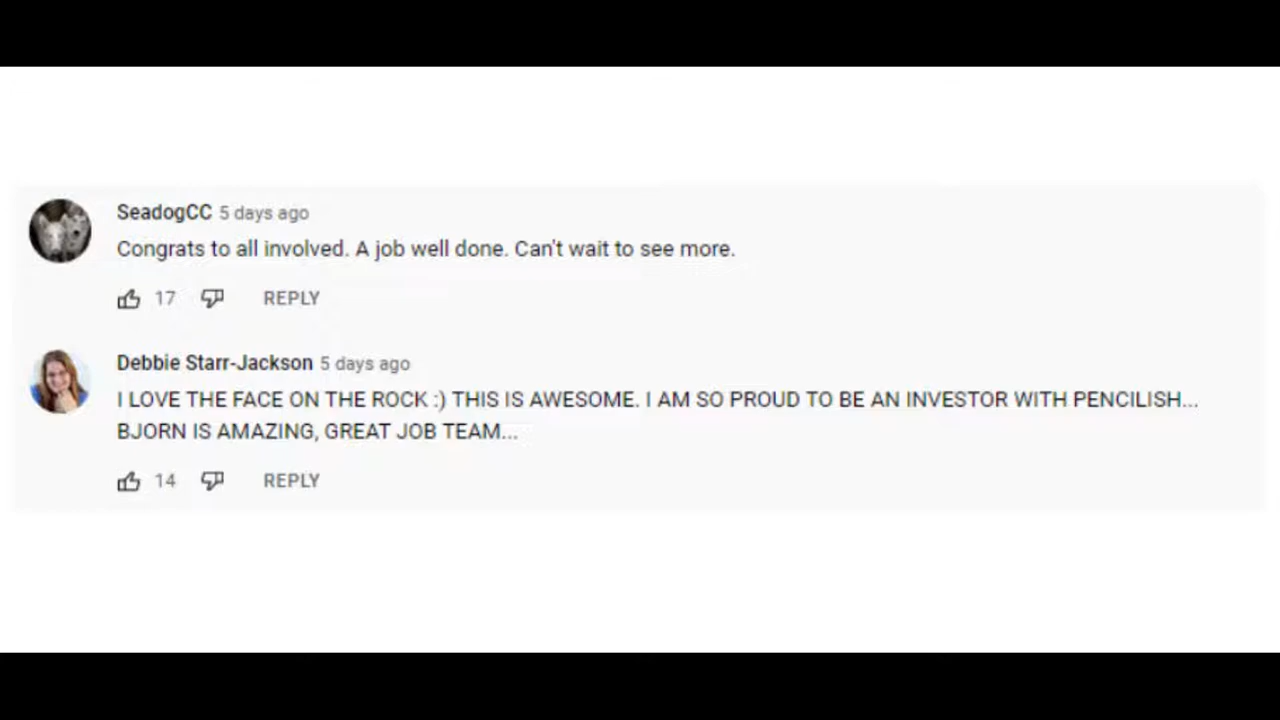 SeadogCC 5 days ago
Congrats to all involved. A job well done. Can't wait to see more.
17 REPLY
Debbie Starr-Jackson 5 days ago
I LOVE THE FACE ON THE ROCK :) THIS IS AWESOME. I AM SO PROUD TO BE AN INVESTOR WITH PENCILISH...
BJORN IS AMAZING, GREAT JOB TEAM...
14 REPLY